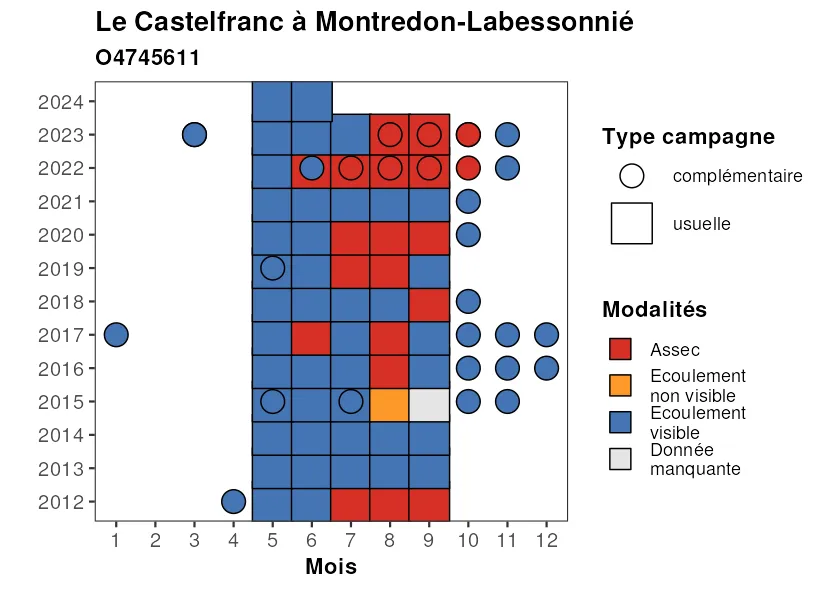 Le Castelfranc à Montredon-Labessonnié
O4745611
2024
2023
2022
2021
2020
2019
2018
2017
2016
2015
2014
2013
2012
1 2 3 4 5 6 7 8 9 10 11 12
Mois
Type campagne
complémentaire
usuelle
Modalités
Assec
Ecoulement
non visible
Ecoulement
visible
Donnée
manquante